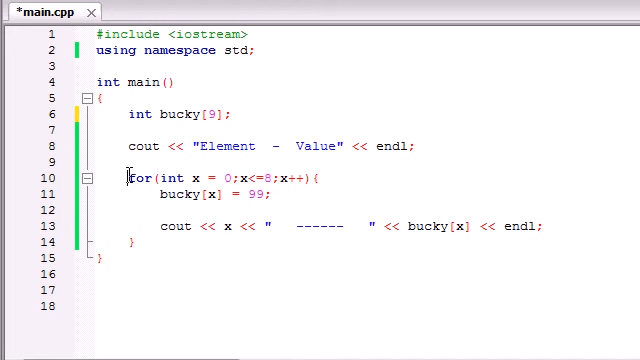 *main.cpp
1 #include <iostream>
2 using namespace std;
3
4 int main()
5 {
6 int bucky[9];
7
8 cout << "Element  -  Value" << endl;
9
10 for(int x = 0;x<=8;x++){
11 bucky[x] = 99;
12
13 cout << x << "   ------   " << bucky[x] << endl;
14 }
15 }
16
17
18